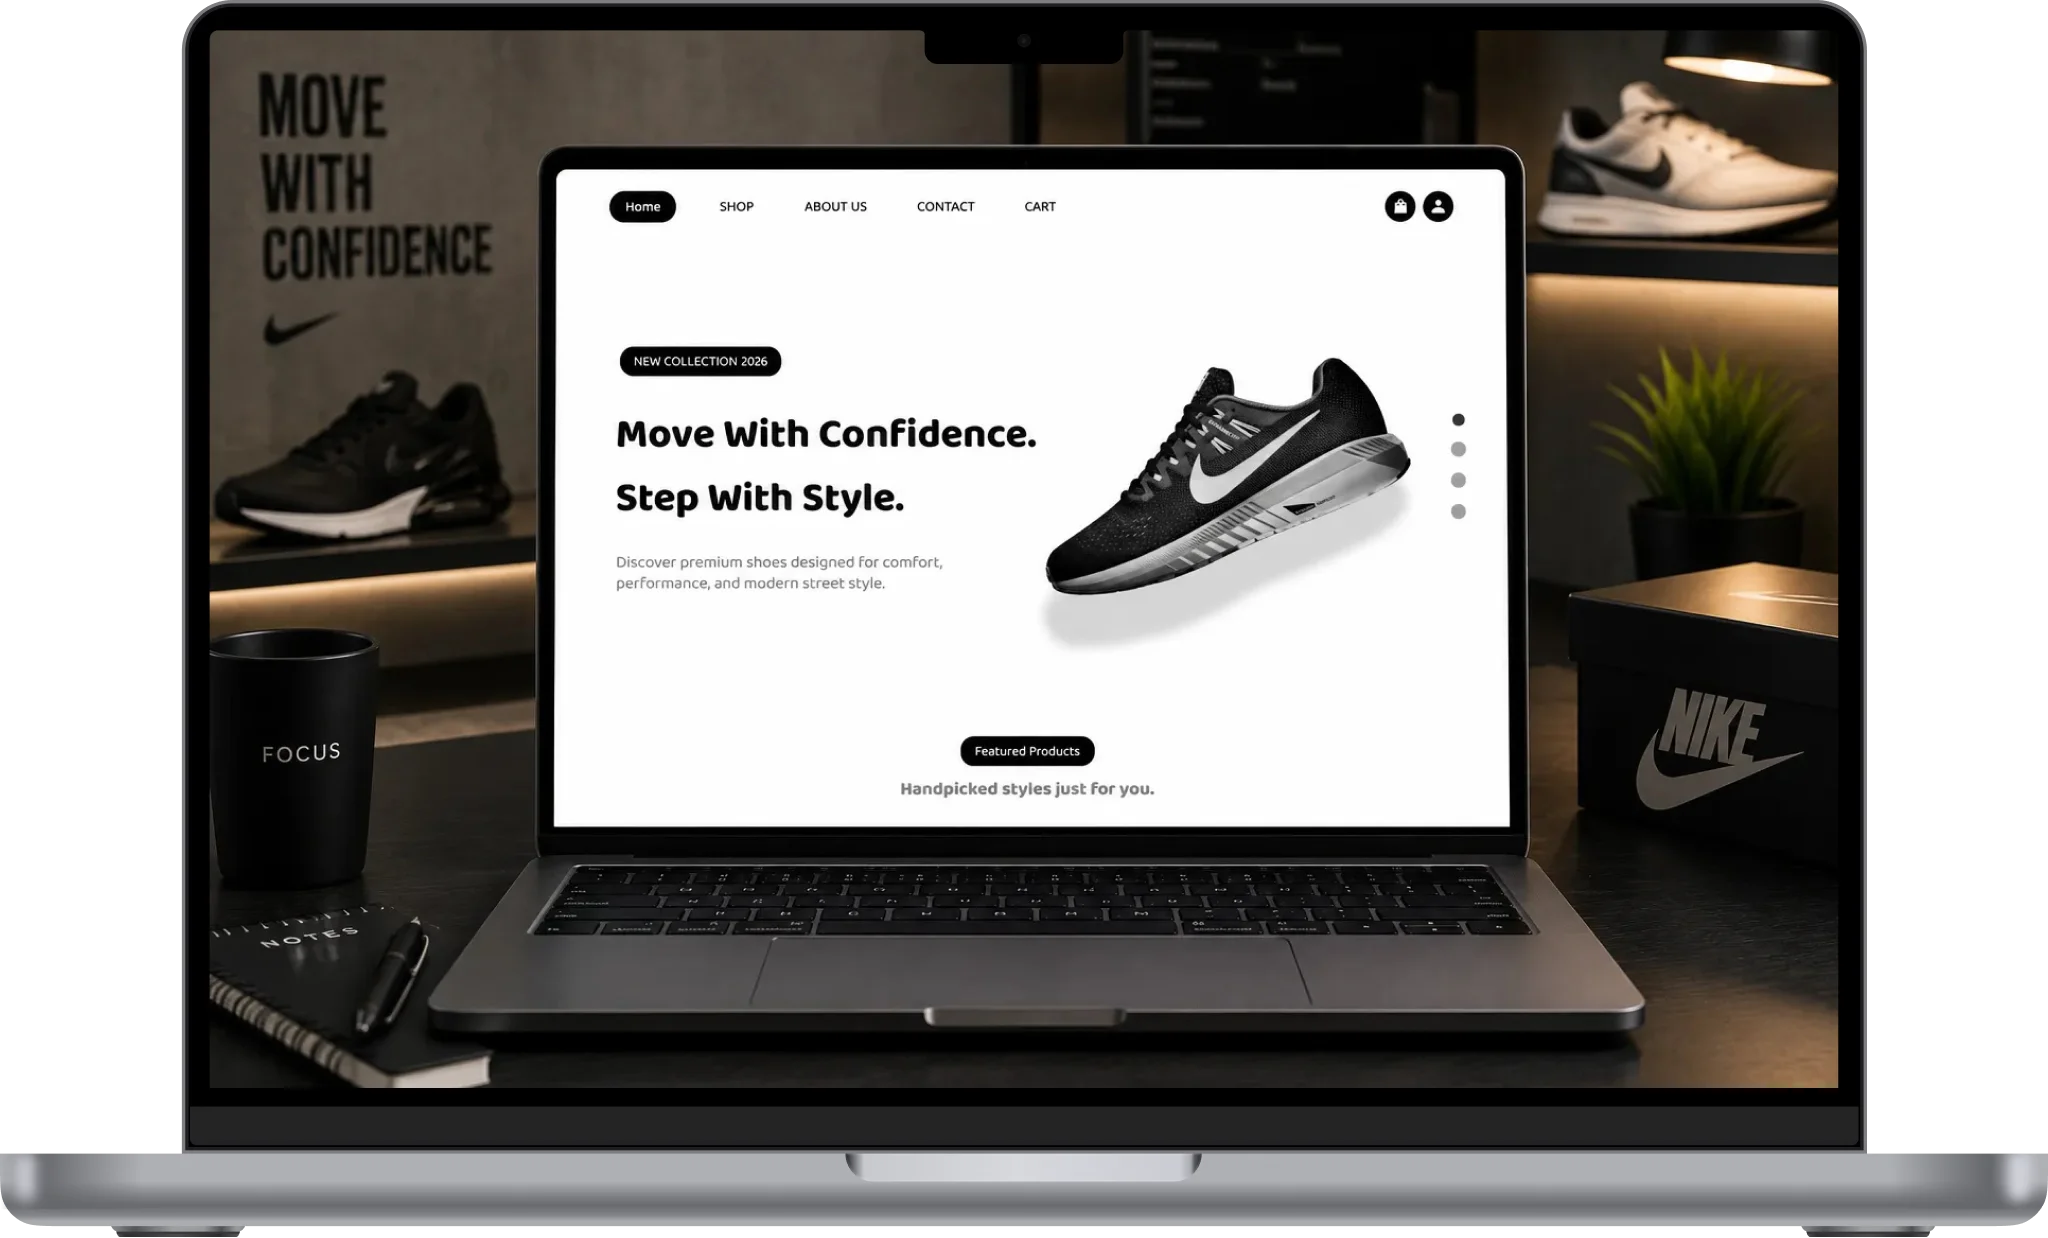 MOVE
WITH
CONFIDENCE
Home SHOP ABOUT US CONTACT CART
NEW COLLECTION 2026
Move With Confidence.
Step With Style.
Discover premium shoes designed for comfort,
performance, and modern street style.
Featured Products
Handpicked styles just for you.
FOCUS
NOTES
NIKE